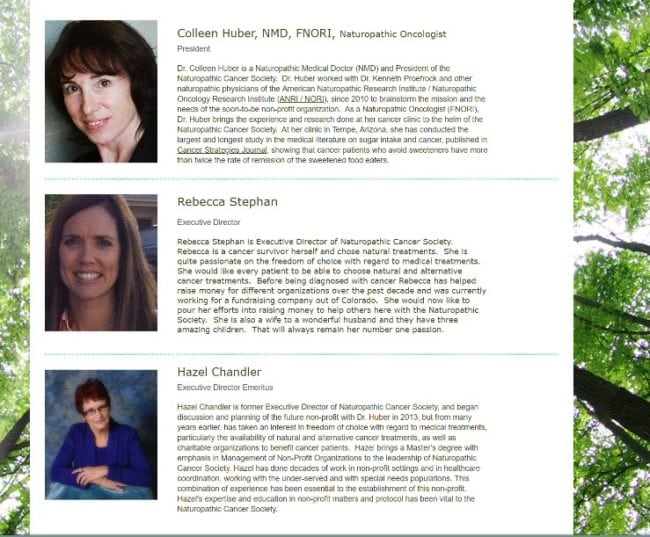 Colleen Huber, NMD, FNORI, Naturopathic Oncologist
President
Dr. Colleen Huber is a Naturopathic Medical Doctor (NMD) and President of the
Naturopathic Cancer Society. Dr. Huber worked with Dr. Kenneth Proefrock and other
naturopathic physicians of the American Naturopathic Research Institute / Naturopathic
Oncology Research Institute (ANRI / NORI), since 2010 to brainstorm the mission and the
needs of the soon-to-be non-profit organization. As a Naturopathic Oncologist (FNORI),
Dr. Huber brings the experience and research done at her cancer clinic to the helm of the
Naturopathic Cancer Society. At her clinic in Tempe, Arizona, she has conducted the
largest and longest study in the medical literature on sugar intake and cancer, published in
Cancer Strategies Journal, showing that cancer patients who avoid sweeteners have more
than twice the rate of remission of the sweetened food eaters.
Rebecca Stephan
Executive Director
Rebecca Stephan is Executive Director of Naturopathic Cancer Society.
Rebecca is a cancer survivor herself and chose natural treatments. She is
quite passionate on the freedom of choice with regard to medical treatments.
She would like every patient to be able to choose natural and alternative
cancer treatments. Before being diagnosed with cancer Rebecca has helped
raise money for different organizations over the past decade and was currently
working for a fundraising company out of Colorado. She would now like to
pour her efforts into raising money to help others here with the Naturopathic
Society. She is also a wife to a wonderful husband and they have three
amazing children. That will always remain her number one passion.
Hazel Chandler
Executive Director Emeritus
Hazel Chandler is former Executive Director of Naturopathic Cancer Society, and began
discussion and planning of the future non-profit with Dr. Huber in 2013, but from many
years earlier, has taken an interest in freedom of choice with regard to medical treatments,
particularly the availability of natural and alternative cancer treatments, as well as
charitable organizations to benefit cancer patients. Hazel brings a Master's degree with
emphasis in Management of Non-Profit Organizations to the leadership of Naturopathic
Cancer Society. Hazel has done decades of work in non-profit settings and in healthcare
coordination, working with the under-served and with special needs populations. This
combination of experience has been essential to the establishment of this non-profit.
Hazel's expertise and education in non-profit matters and protocol has been vital to the
Naturopathic Cancer Society.